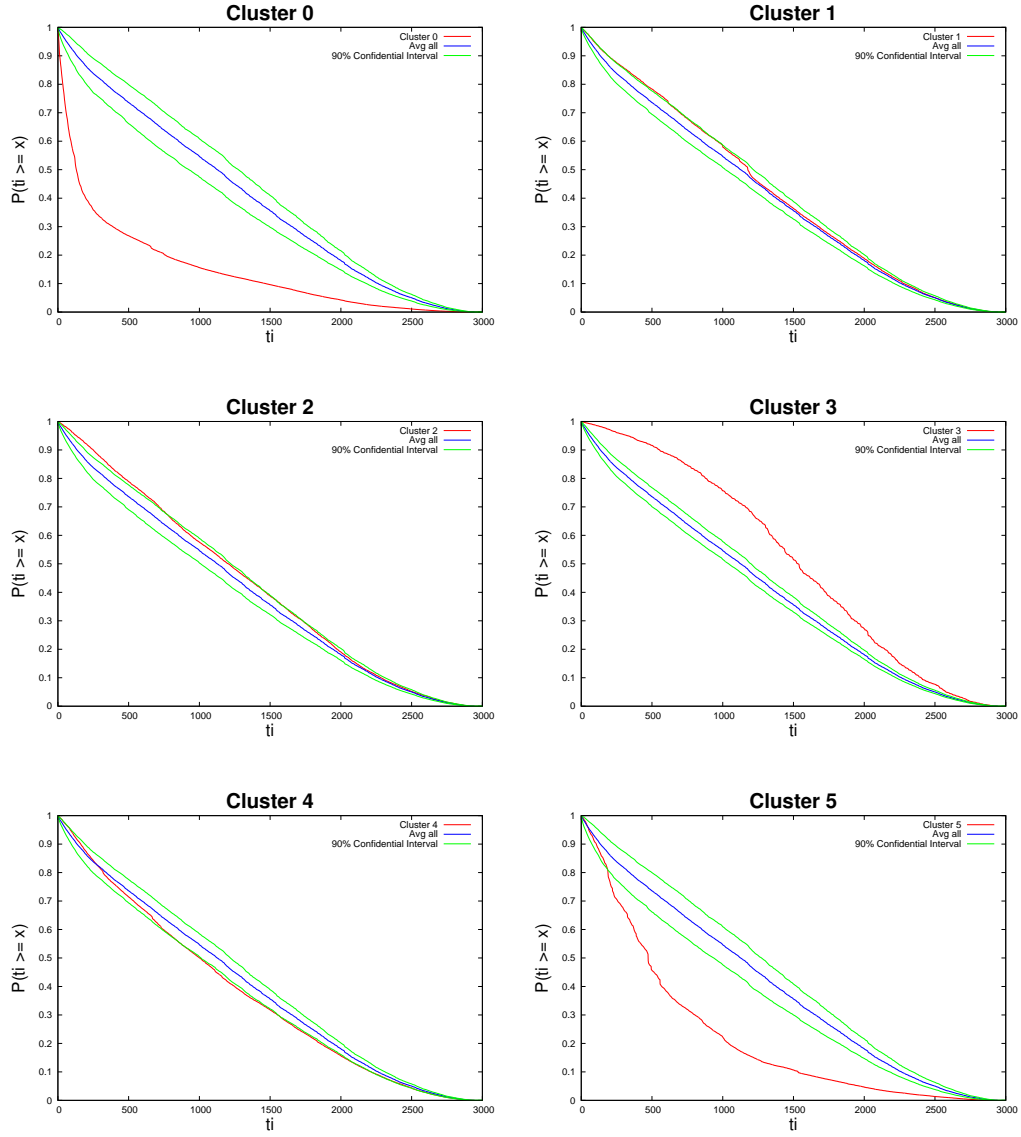 Cluster 0
Cluster 0
Avg all
90% Confidential Interval
1
0.9
0.8
0.7
0.6
0.5
0.4
0.3
0.2
0.1
0
P(ti >= x)
0 500 1000 1500 2000 2500 3000
ti
Cluster 1
Cluster 1
Avg all
90% Confidential Interval
1
0.9
0.8
0.7
0.6
0.5
0.4
0.3
0.2
0.1
0
P(ti >= x)
0 500 1000 1500 2000 2500 3000
ti
Cluster 2
Cluster 2
Avg all
90% Confidential Interval
1
0.9
0.8
0.7
0.6
0.5
0.4
0.3
0.2
0.1
0
P(ti >= x)
0 500 1000 1500 2000 2500 3000
ti
Cluster 3
Cluster 3
Avg all
90% Confidential Interval
1
0.9
0.8
0.7
0.6
0.5
0.4
0.3
0.2
0.1
0
P(ti >= x)
0 500 1000 1500 2000 2500 3000
ti
Cluster 4
Cluster 4
Avg all
90% Confidential Interval
1
0.9
0.8
0.7
0.6
0.5
0.4
0.3
0.2
0.1
0
P(ti >= x)
0 500 1000 1500 2000 2500 3000
ti
Cluster 5
Cluster 5
Avg all
90% Confidential Interval
1
0.9
0.8
0.7
0.6
0.5
0.4
0.3
0.2
0.1
0
P(ti >= x)
0 500 1000 1500 2000 2500 3000
ti